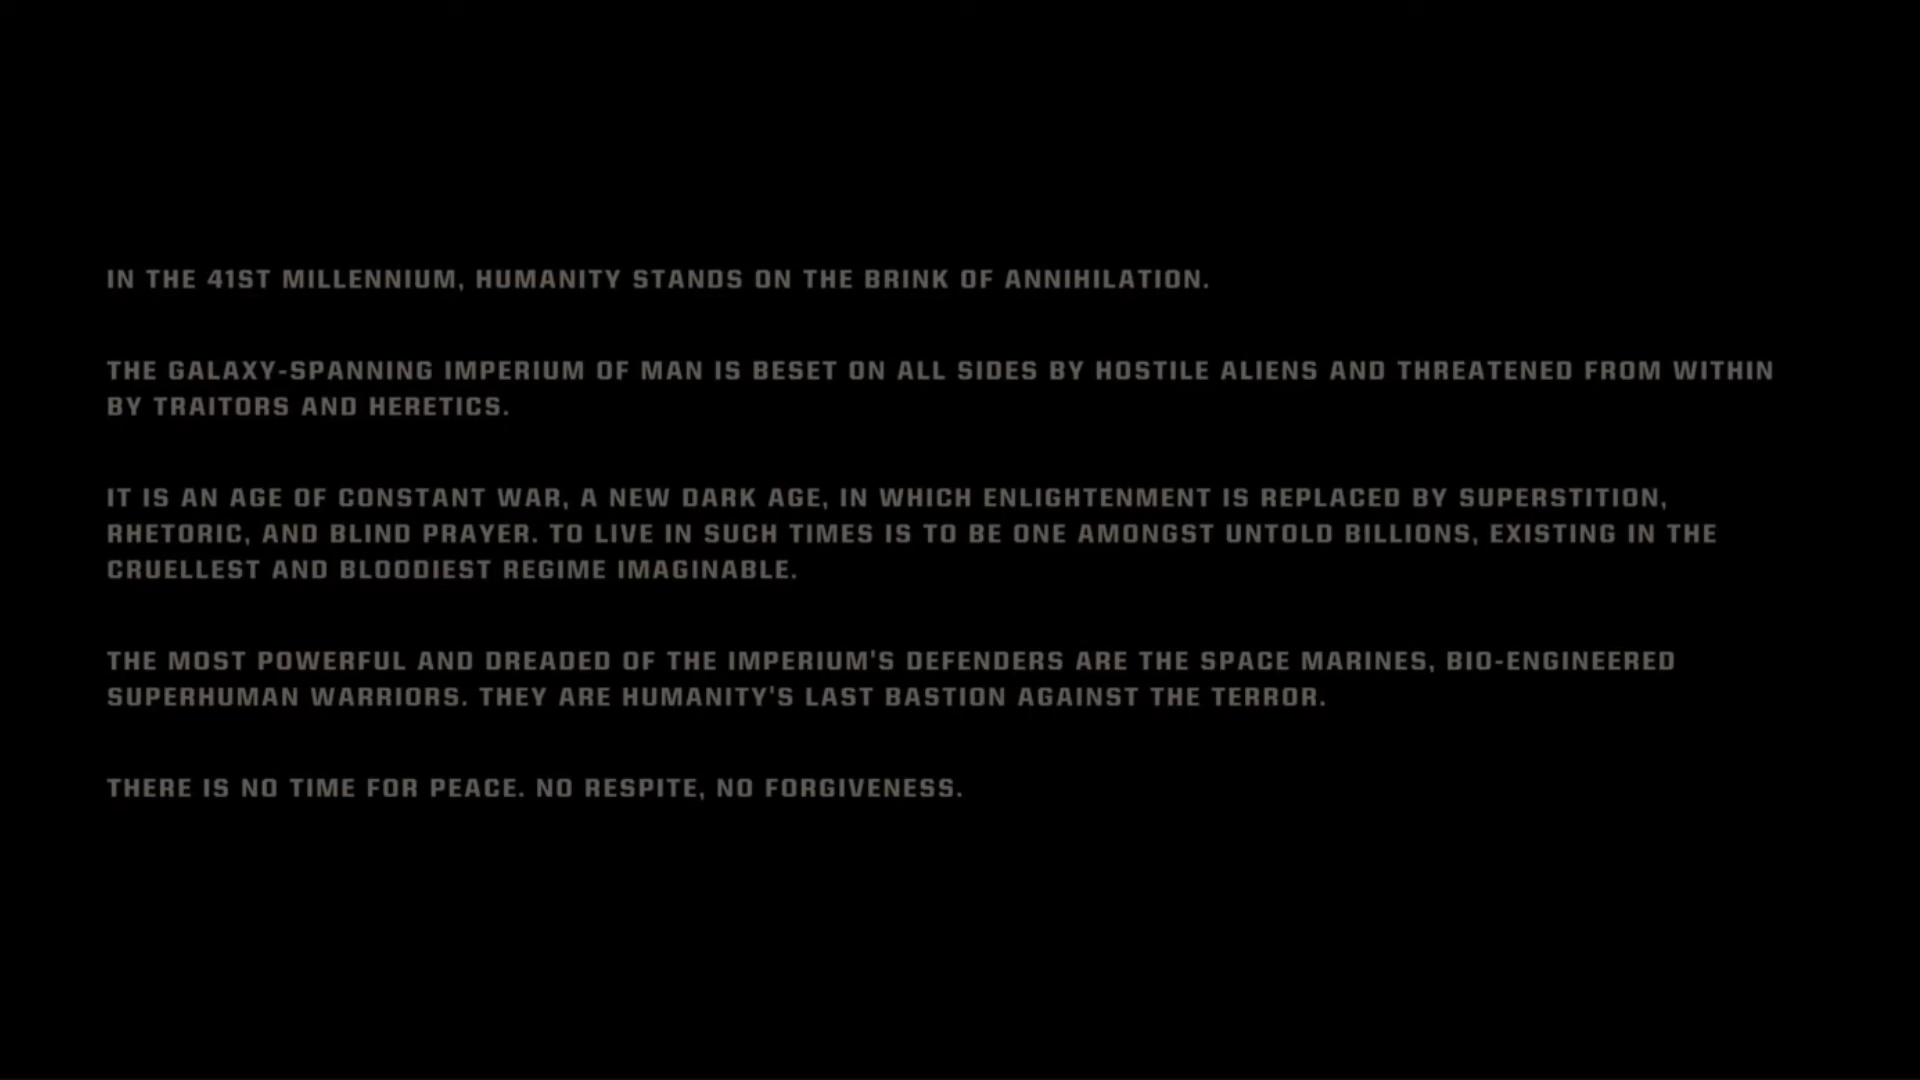 IN THE 41ST MILLENNIUM, HUMANITY STANDS ON THE BRINK OF ANNIHILATION.
THE GALAXY-SPANNING IMPERIUM OF MAN IS BESET ON ALL SIDES BY HOSTILE ALIENS AND THREATENED FROM WITHIN
BY TRAITORS AND HERETICS.
IT IS AN AGE OF CONSTANT WAR, A NEW DARK AGE, IN WHICH ENLIGHTENMENT IS REPLACED BY SUPERSTITION,
RHETORIC, AND BLIND PRAYER. TO LIVE IN SUCH TIMES IS TO BE ONE AMONGST UNTOLD BILLIONS, EXISTING IN THE
CRUELLEST AND BLOODIEST REGIME IMAGINABLE.
THE MOST POWERFUL AND DREADED OF THE IMPERIUM'S DEFENDERS ARE THE SPACE MARINES, BIO-ENGINEERED
SUPERHUMAN WARRIORS. THEY ARE HUMANITY'S LAST BASTION AGAINST THE TERROR.
THERE IS NO TIME FOR PEACE. NO RESPITE, NO FORGIVENESS.